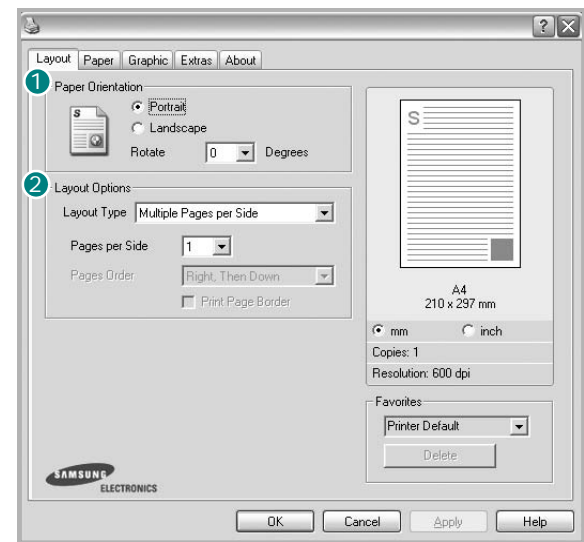 ? X
Layout Paper Graphic Extras About
1 Paper Orientation
S
Portrait
Landscape
Rotate 0 Degrees
2 Layout Options
Layout Type Multiple Pages per Side
Pages per Side 1
Pages Order Right, Then Down
Print Page Border
S
A4
210 x 297 mm
mm inch
Copies: 1
Resolution: 600 dpi
Favorites
Printer Default
Delete
SAMSUNG
ELECTRONICS
OK Cancel Apply Help